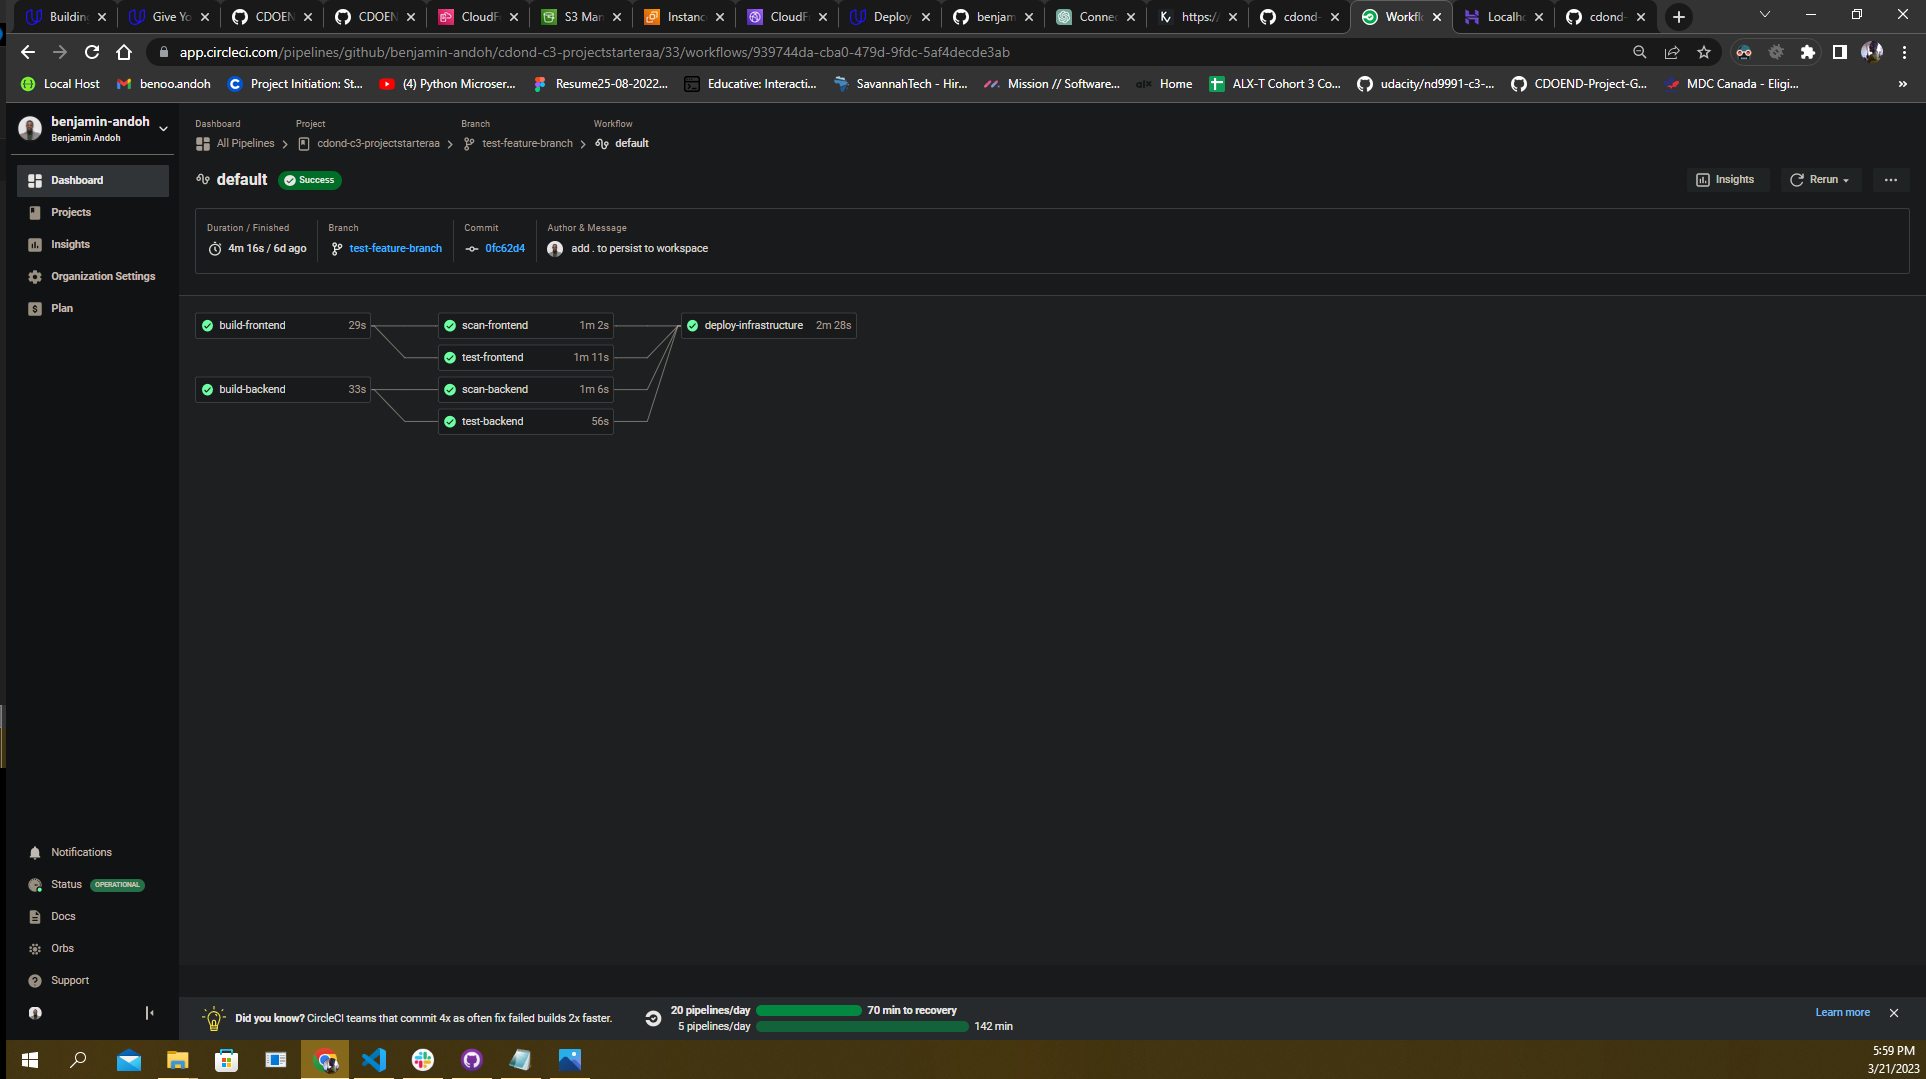 Building
Give Yo
CDOEN
CDOEN
CloudFo
S3 Man
Instanc
CloudFr
Deploy
benjam
Connec
https:/
cdond-
Workfl
Localho
cdond-
app.circleci.com/pipelines/github/benjamin-andoh/cdond-c3-projectstarteraa/33/workflows/939744da-cba0-479d-9fdc-5af4decde3ab
Local Host
benoo.andoh
Project Initiation: St...
(4) Python Microser...
Resume25-08-2022...
Educative: Interacti...
SavannahTech - Hir...
Mission // Software...
Home
ALX-T Cohort 3 Co...
udacity/nd9991-c3-...
CDOEND-Project-G...
MDC Canada - Eligi...
»
benjamin-andoh
Benjamin Andoh
Dashboard
Projects
Insights
Organization Settings
Plan
Dashboard Project Branch Workflow
All Pipelines cdond-c3-projectstarteraa test-feature-branch default
default Success
Insights Rerun
Duration / Finished Branch Commit Author & Message
4m 16s / 6d ago test-feature-branch 0fc62d4 add . to persist to workspace
build-frontend 29s scan-frontend 1m 2s deploy-infrastructure 2m 28s
test-frontend 1m 11s
build-backend 33s scan-backend 1m 6s
test-backend 56s
Notifications
Status OPERATIONAL
Docs
Orbs
Support
Did you know? CircleCI teams that commit 4x as often fix failed builds 2x faster.
20 pipelines/day 70 min to recovery
5 pipelines/day 142 min
Learn more
5:59 PM
3/21/2023